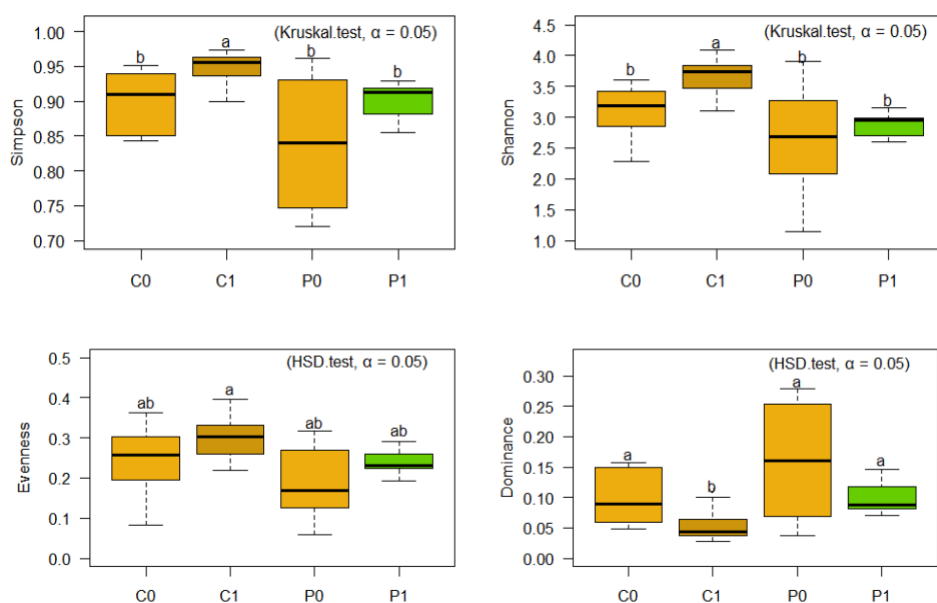 (Kruskal.test, α = 0.05)
Simpson
1.00
0.95
0.90
0.85
0.80
0.75
0.70
b
a
b
b
C0 C1 P0 P1
(Kruskal.test, α = 0.05)
Shannon
4.5
4.0
3.5
3.0
2.5
2.0
1.5
1.0
b
a
b
b
C0 C1 P0 P1
(HSD.test, α = 0.05)
Evenness
0.5
0.4
0.3
0.2
0.1
0.0
ab
a
ab
ab
C0 C1 P0 P1
(HSD.test, α = 0.05)
Dominance
0.30
0.25
0.20
0.15
0.10
0.05
0.00
a
b
a
a
C0 C1 P0 P1